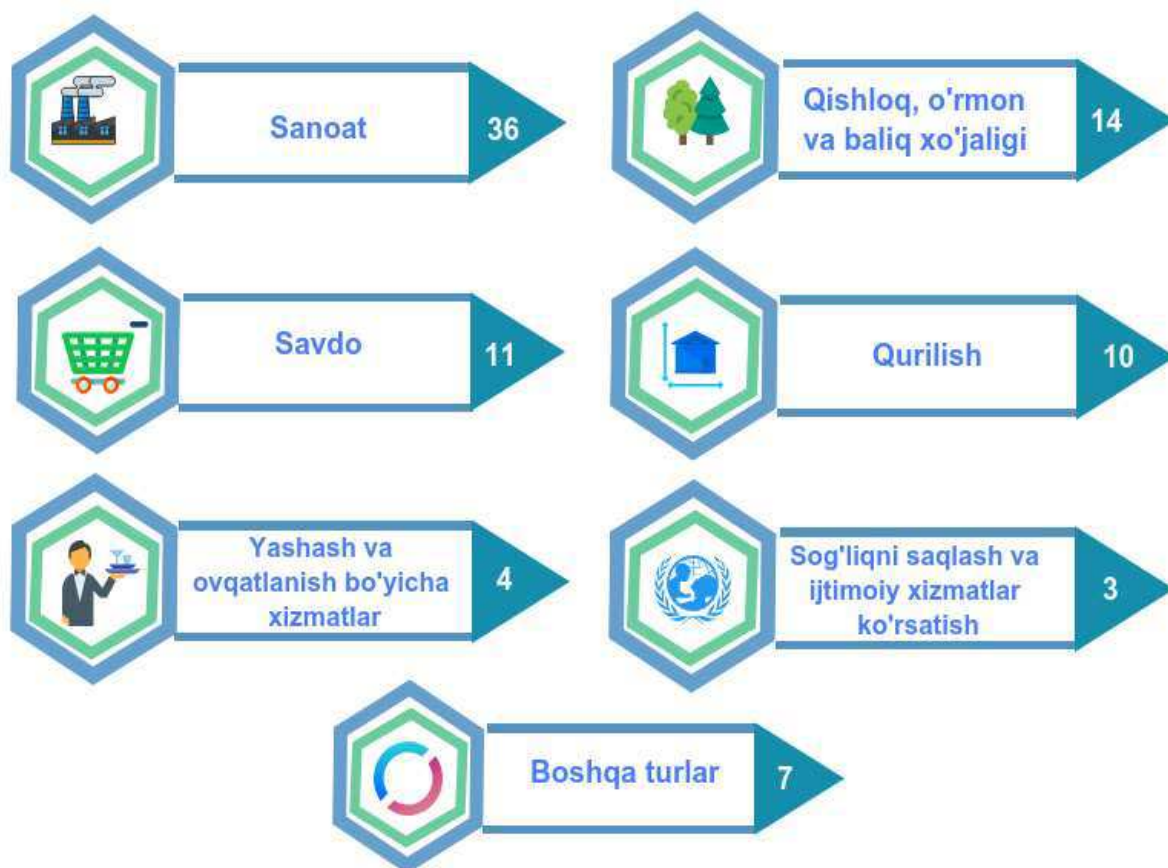 Sanoat
36
Qishloq, o'rmon
va baliq xo'jaligi
14
Savdo
11
Qurilish
10
Yashash va
ovqatlanish bo'yicha
xizmatlar
4
Sog'liqni saqlash va
ijtimoiy xizmatlar
ko'rsatish
3
Boshqa turlar
7